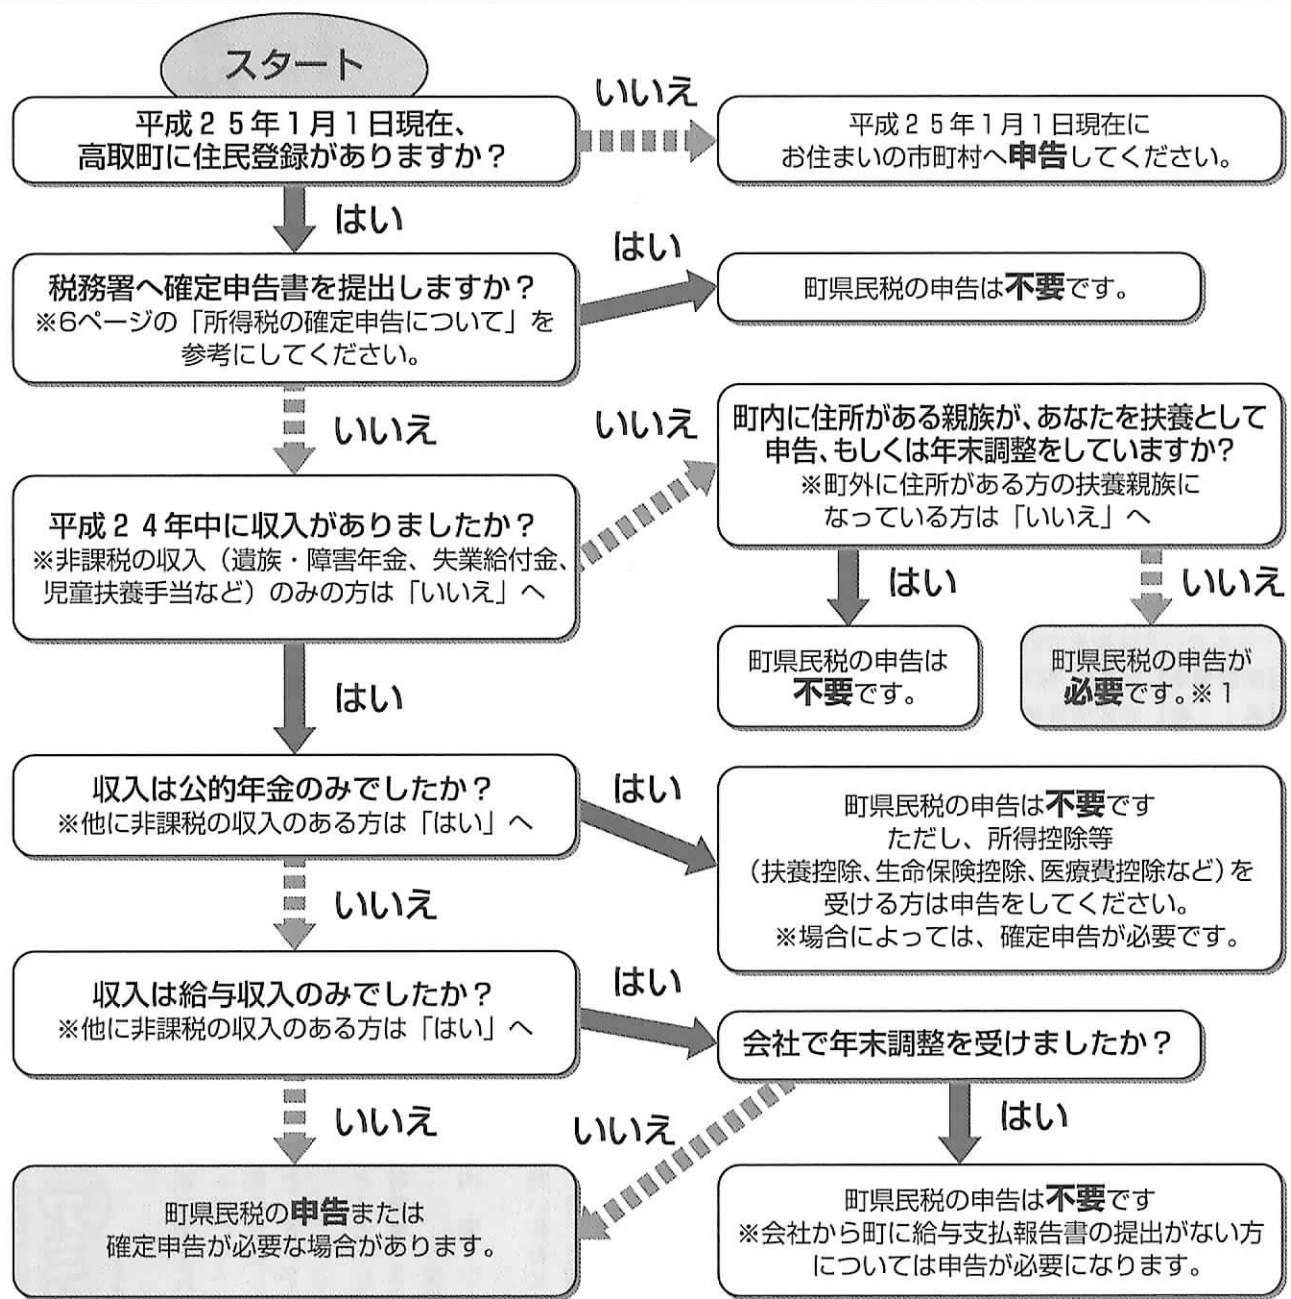 スタート
平成25年1月1日現在、
高取町に住民登録がありますか?
いいえ
平成25年1月1日現在に
お住まいの市町村へ申告してください。
はい
税務署へ確定申告書を提出しますか?
※6ページの「所得税の確定申告について」を
参考にしてください。
はい
町県民税の申告は不要です。
いいえ
平成24年中に収入がありましたか?
※非課税の収入(遺族・障害年金、失業給付金、
児童扶養手当など)のみの方は「いいえ」へ
いいえ
町内に住所がある親族が、あなたを扶養として
申告、もしくは年末調整をしていますか?
※町外に住所がある方の扶養親族に
なっている方は「いいえ」へ
はい
町県民税の申告は
不要です。
いいえ
町県民税の申告が
必要です。※1
はい
収入は公的年金のみでしたか?
※他に非課税の収入のある方は「はい」へ
はい
町県民税の申告は不要です
ただし、所得控除等
(扶養控除、生命保険控除、医療費控除など)を
受ける方は申告をしてください。
※場合によっては、確定申告が必要です。
いいえ
収入は給与収入のみでしたか?
※他に非課税の収入のある方は「はい」へ
はい
会社で年末調整を受けましたか?
いいえ
いいえ
町県民税の申告または
確定申告が必要な場合があります。
はい
町県民税の申告は不要です
※会社から町に給与支払報告書の提出がない方
については申告が必要になります。